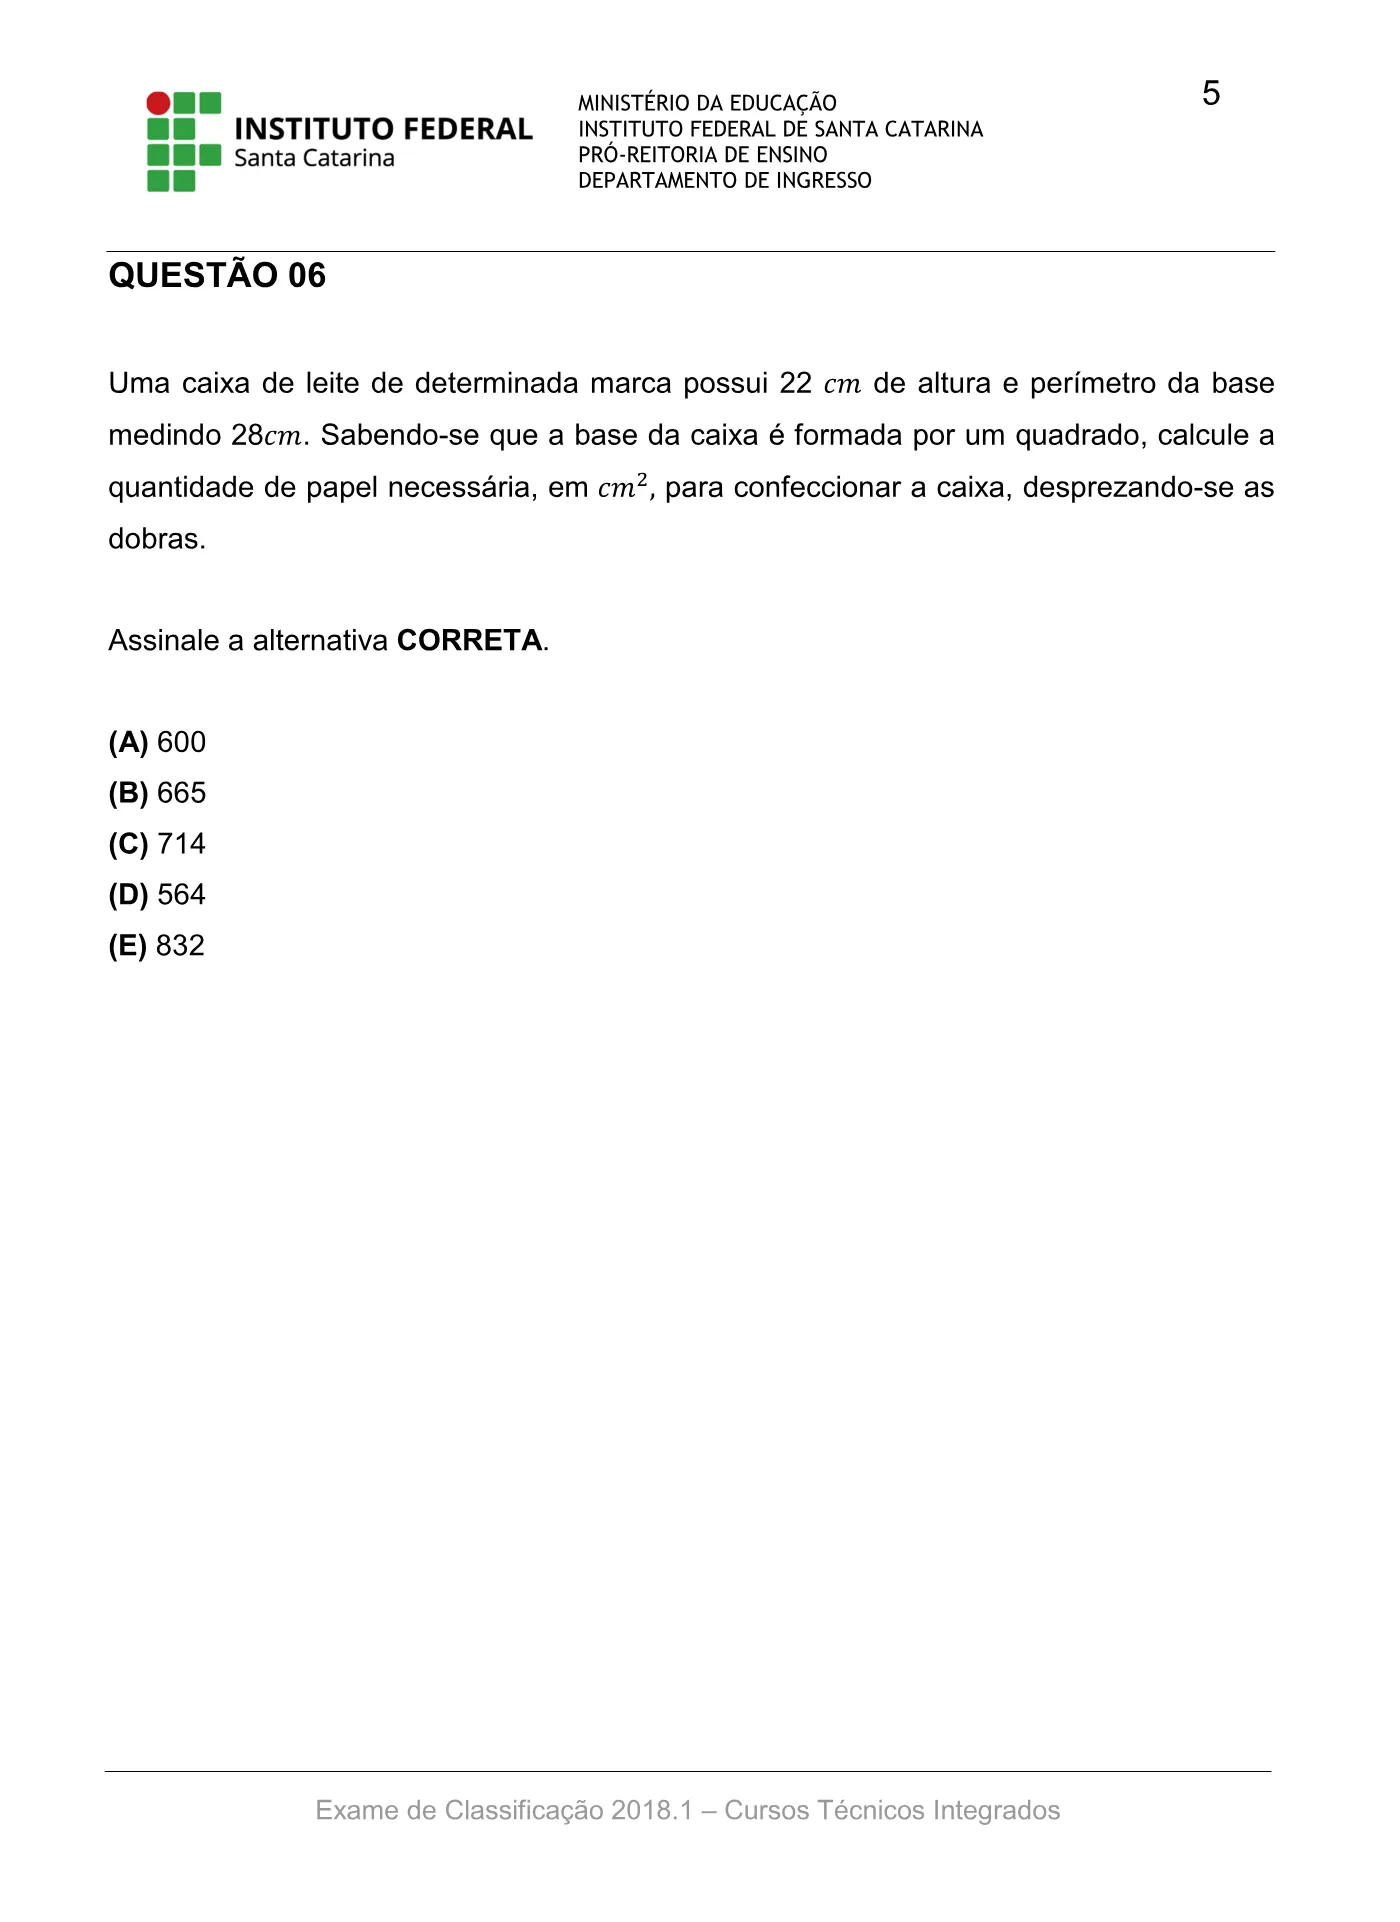 5
INSTITUTO FEDERAL
Santa Catarina
MINISTÉRIO DA EDUCAÇÃO
INSTITUTO FEDERAL DE SANTA CATARINA
PRÓ-REITORIA DE ENSINO
DEPARTAMENTO DE INGRESSO
QUESTÃO 06
Uma caixa de leite de determinada marca possui 22 cm de altura e perímetro da base
medindo 28cm. Sabendo-se que a base da caixa é formada por um quadrado, calcule a
quantidade de papel necessária, em cm², para confeccionar a caixa, desprezando-se as
dobras.
Assinale a alternativa CORRETA.
(A) 600
(B) 665
(C) 714
(D) 564
(E) 832
Exame de Classificação 2018.1 – Cursos Técnicos Integrados